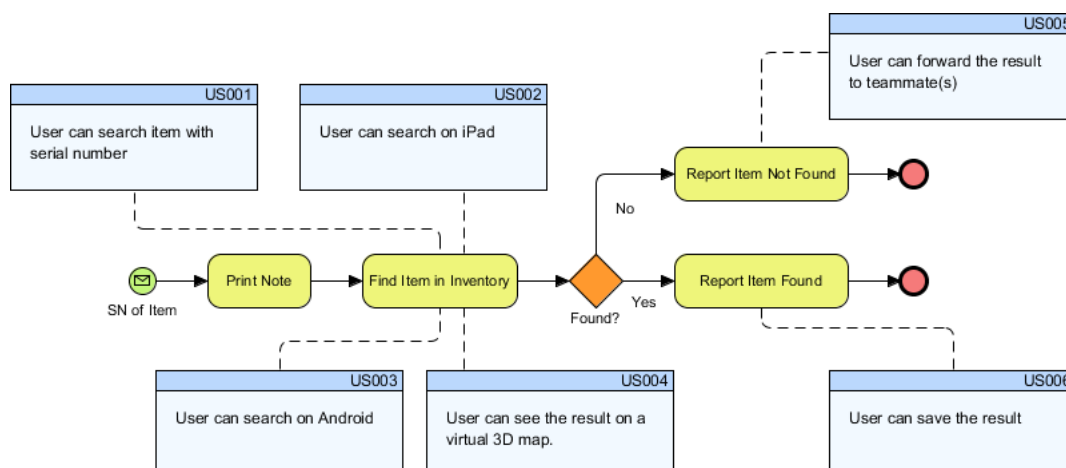 US005
User can forward the result
to teammate(s)
US001
User can search item with
serial number
US002
User can search on iPad
Report Item Not Found
No
SN of Item
Print Note
Find Item in Inventory
Found?
Yes
Report Item Found
US003
User can search on Android
US004
User can see the result on a
virtual 3D map.
US006
User can save the result